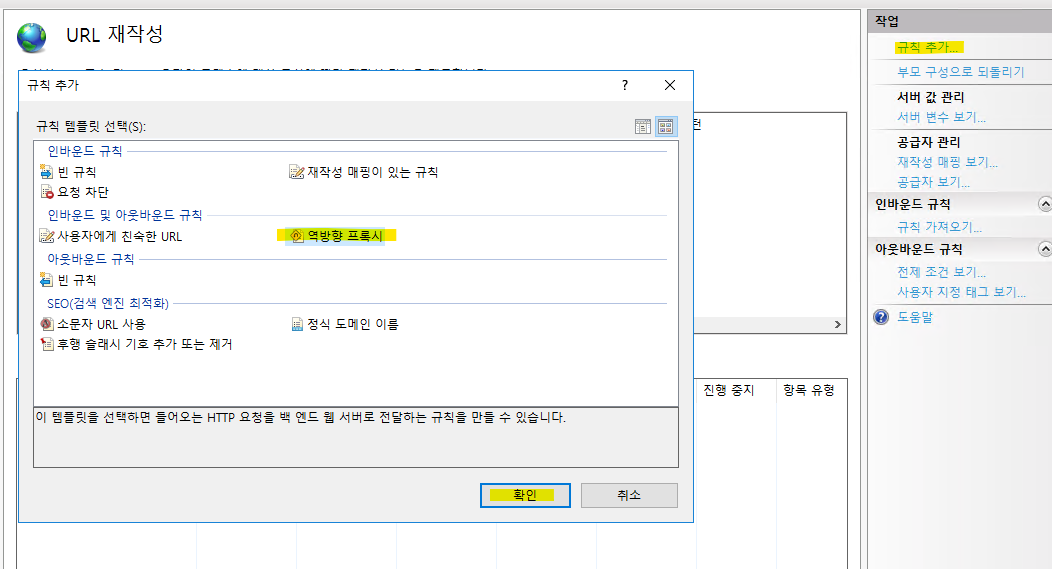 URL 재작성
규칙 추가
?
규칙 템플릿 선택(S):
인바운드 규칙
빈 규칙
재작성 매핑이 있는 규칙
요청 차단
인바운드 및 아웃바운드 규칙
사용자에게 친숙한 URL
역방향 프록시
아웃바운드 규칙
빈 규칙
SEO(검색 엔진 최적화)
소문자 URL 사용
정식 도메인 이름
후행 슬래시 기호 추가 또는 제거
이 템플릿을 선택하면 들어오는 HTTP 요청을 백 엔드 웹 서버로 전달하는 규칙을 만들 수 있습니다.
확인
취소
진행 중지
항목 유형
작업
규칙 추가...
부모 구성으로 되돌리기
서버 값 관리
서버 변수 보기...
공급자 관리
재작성 매핑 보기...
공급자 보기...
인바운드 규칙
규칙 가져오기...
아웃바운드 규칙
전제 조건 보기...
사용자 지정 태그 보기...
도움말